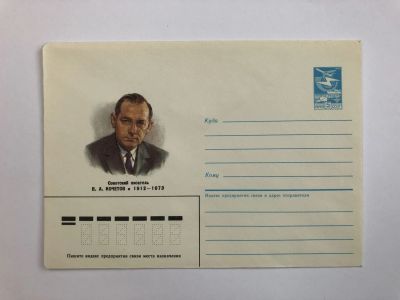 Советский писатель
В. А. КОЧЕТОВ • 1912—1973
Куда
Кому
Индекс предприятия связи и адрес отправителя
Пишите индекс предприятия связи места назначения